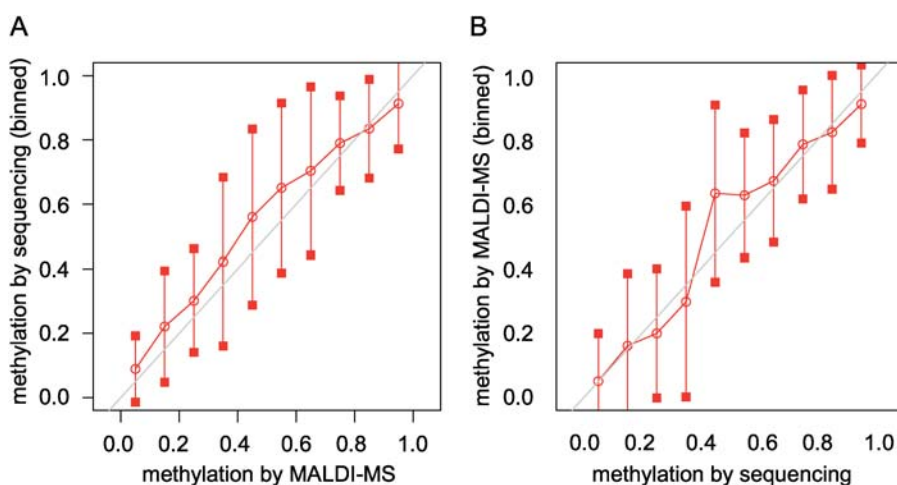 A
methylation by sequencing (binned)
1.0
0.8
0.6
0.4
0.2
0.0
0.0 0.2 0.4 0.6 0.8 1.0
methylation by MALDI-MS
B
methylation by MALDI-MS (binned)
1.0
0.8
0.6
0.4
0.2
0.0
0.0 0.2 0.4 0.6 0.8 1.0
methylation by sequencing